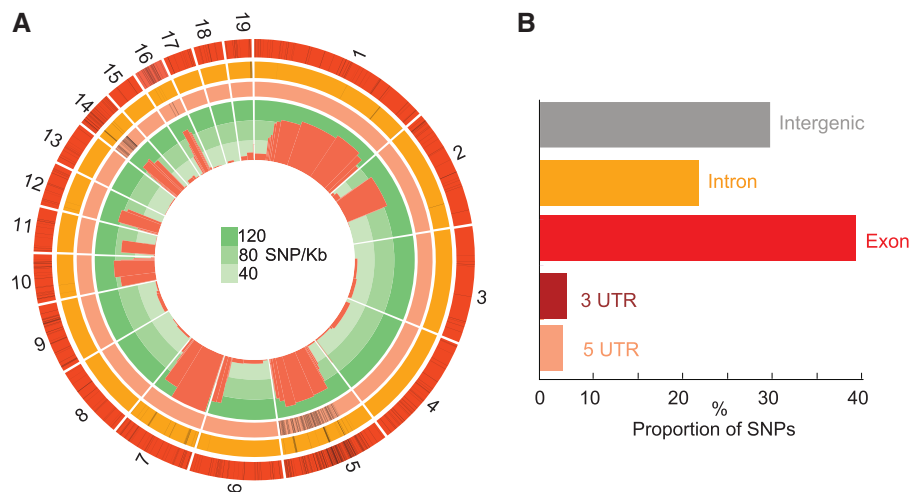 A
1
2
3
4
5
6
7
8
9
10
11
12
13
14
15
16
17
18
19
120
80 SNP/Kb
40
B
Intergenic
Intron
Exon
3 UTR
5 UTR
0 10 20 30 40
%
Proportion of SNPs